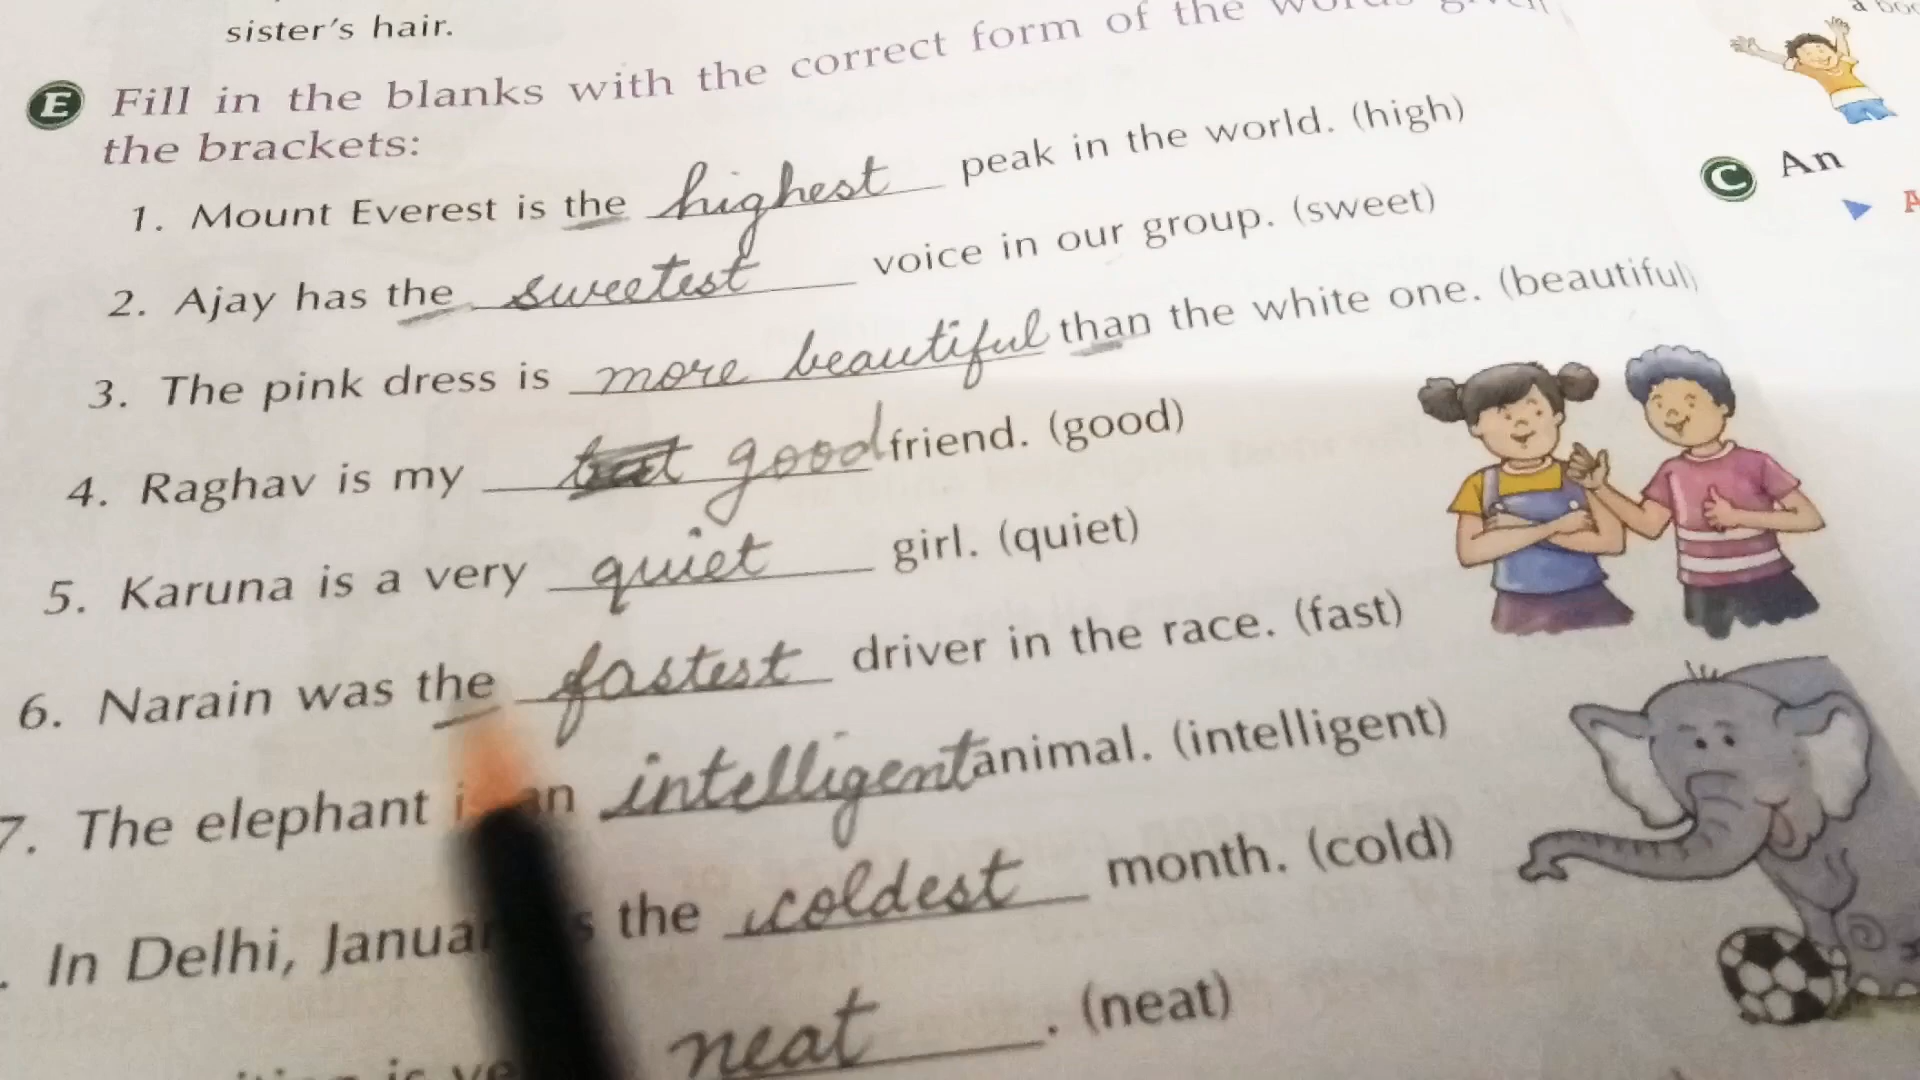 sister's hair.
E Fill in the blanks with the correct form of the words given
the brackets:
1. Mount Everest is the highest peak in the world. (high)
2. Ajay has the sweetest voice in our group. (sweet)
3. The pink dress is more beautiful than the white one. (beautiful)
4. Raghav is my good friend. (good)
5. Karuna is a very quiet girl. (quiet)
6. Narain was the fastest driver in the race. (fast)
7. The elephant an intelligent animal. (intelligent)
. In Delhi, the coldest month. (cold)
is neat. (neat)
a
C An
A